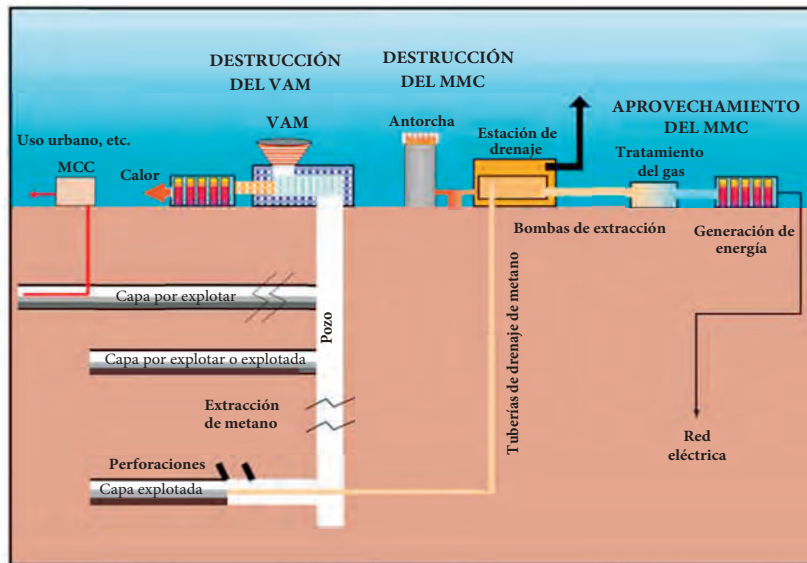 DESTRUCCIÓN
DEL VAM
DESTRUCCIÓN
DEL MMC
VAM
Antorcha
Estación de
drenaje
APROVECHAMIENTO
DEL MMC
Uso urbano, etc.
MCC
Calor
Tratamiento
del gas
Bombas de extracción
Generación de
energía
Capa por explotar
Pozo
Capa por explotar o explotada
Tuberías de drenaje de metano
Extracción
de metano
Red
eléctrica
Perforaciones
Capa explotada